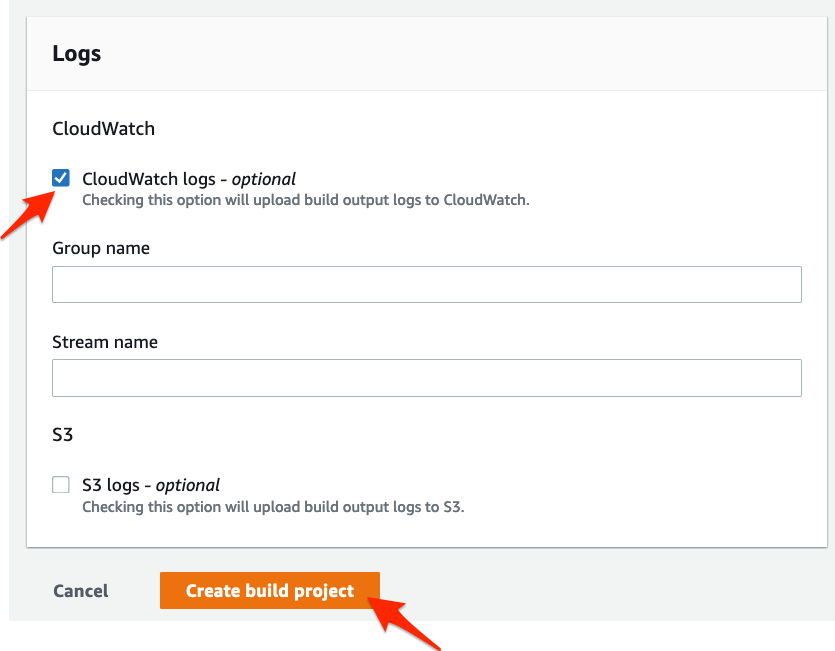 Logs
CloudWatch
CloudWatch logs - optional
Checking this option will upload build output logs to CloudWatch.
Group name
Stream name
S3
S3 logs - optional
Checking this option will upload build output logs to S3.
Cancel
Create build project